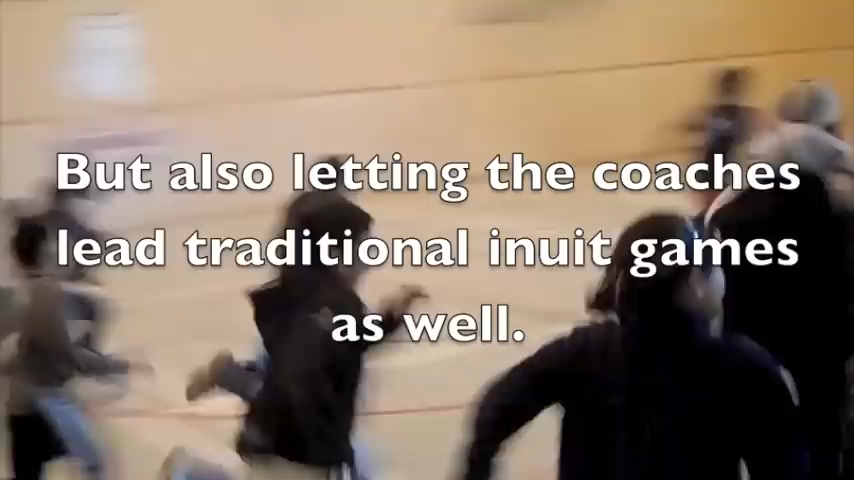 But also letting the coaches
lead traditional inuit games
as well.